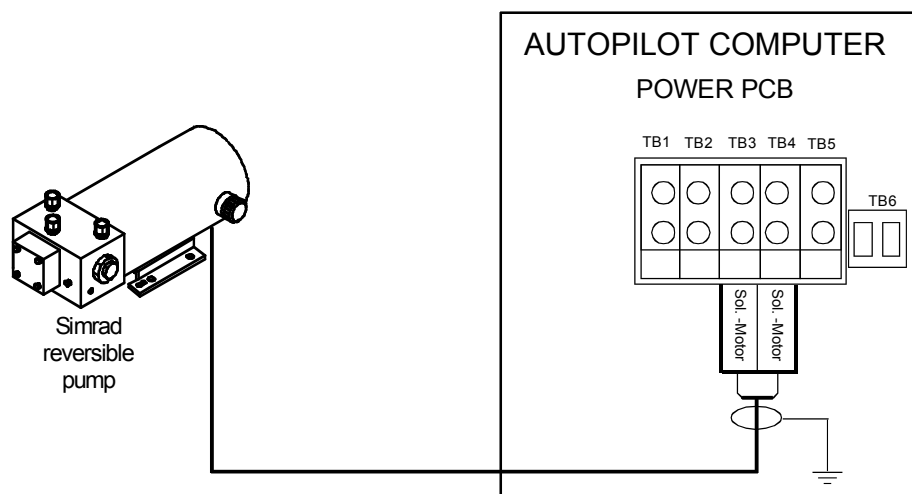 AUTOPILOT COMPUTER
POWER PCB
TB1 TB2 TB3 TB4 TB5
TB6
Sol. -Motor
Sol. -Motor
Simrad
reversible
pump